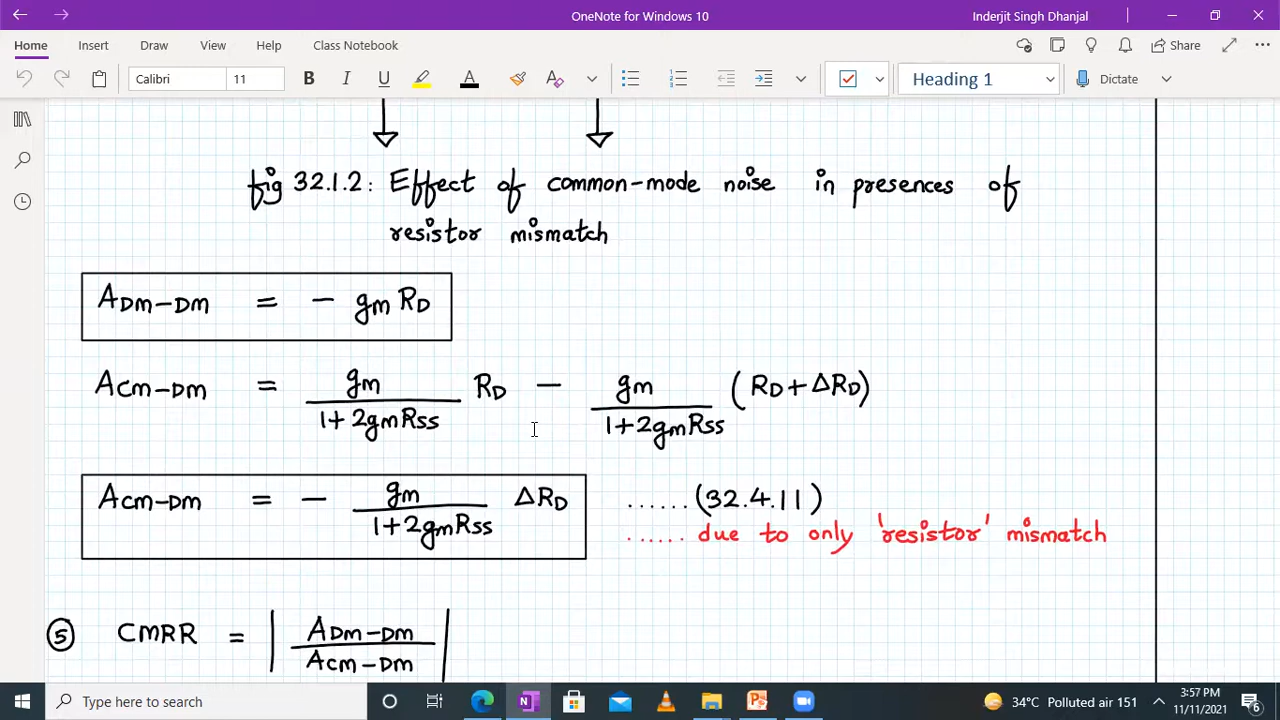 OneNote for Windows 10
Inderjit Singh Dhanjal
Home Insert Draw View Help Class Notebook
Share
Calibri 11 B I U A A Heading 1 Dictate
fig 32.1.2: Effect of common-mode noise in presences of
resistor mismatch
ADm-Dm = - gm RD
Acm-Dm = gm / 1+2gmRss RD - gm / 1+2gmRss (RD+ΔRD)
Acm-Dm = - gm / 1+2gmRss ΔRD ...... (32.4.11)
...... due to only 'resistor' mismatch
5 CMRR = | ADm-Dm / Acm-Dm |
Type here to search
34°C Polluted air 151
3:57 PM
11/11/2021
6